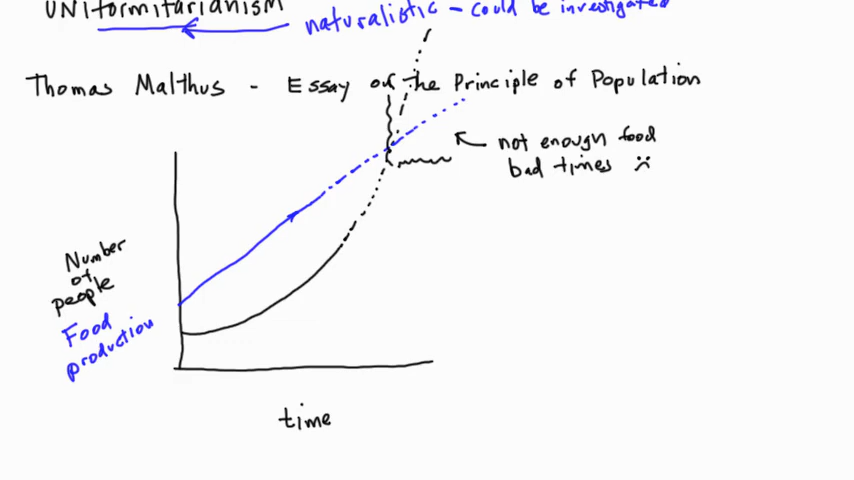 UNIformitarianism naturalistic - could be investigated
Thomas Malthus - Essay on the Principle of Population
not enough food
bad times
Number
of
people
Food
production
time